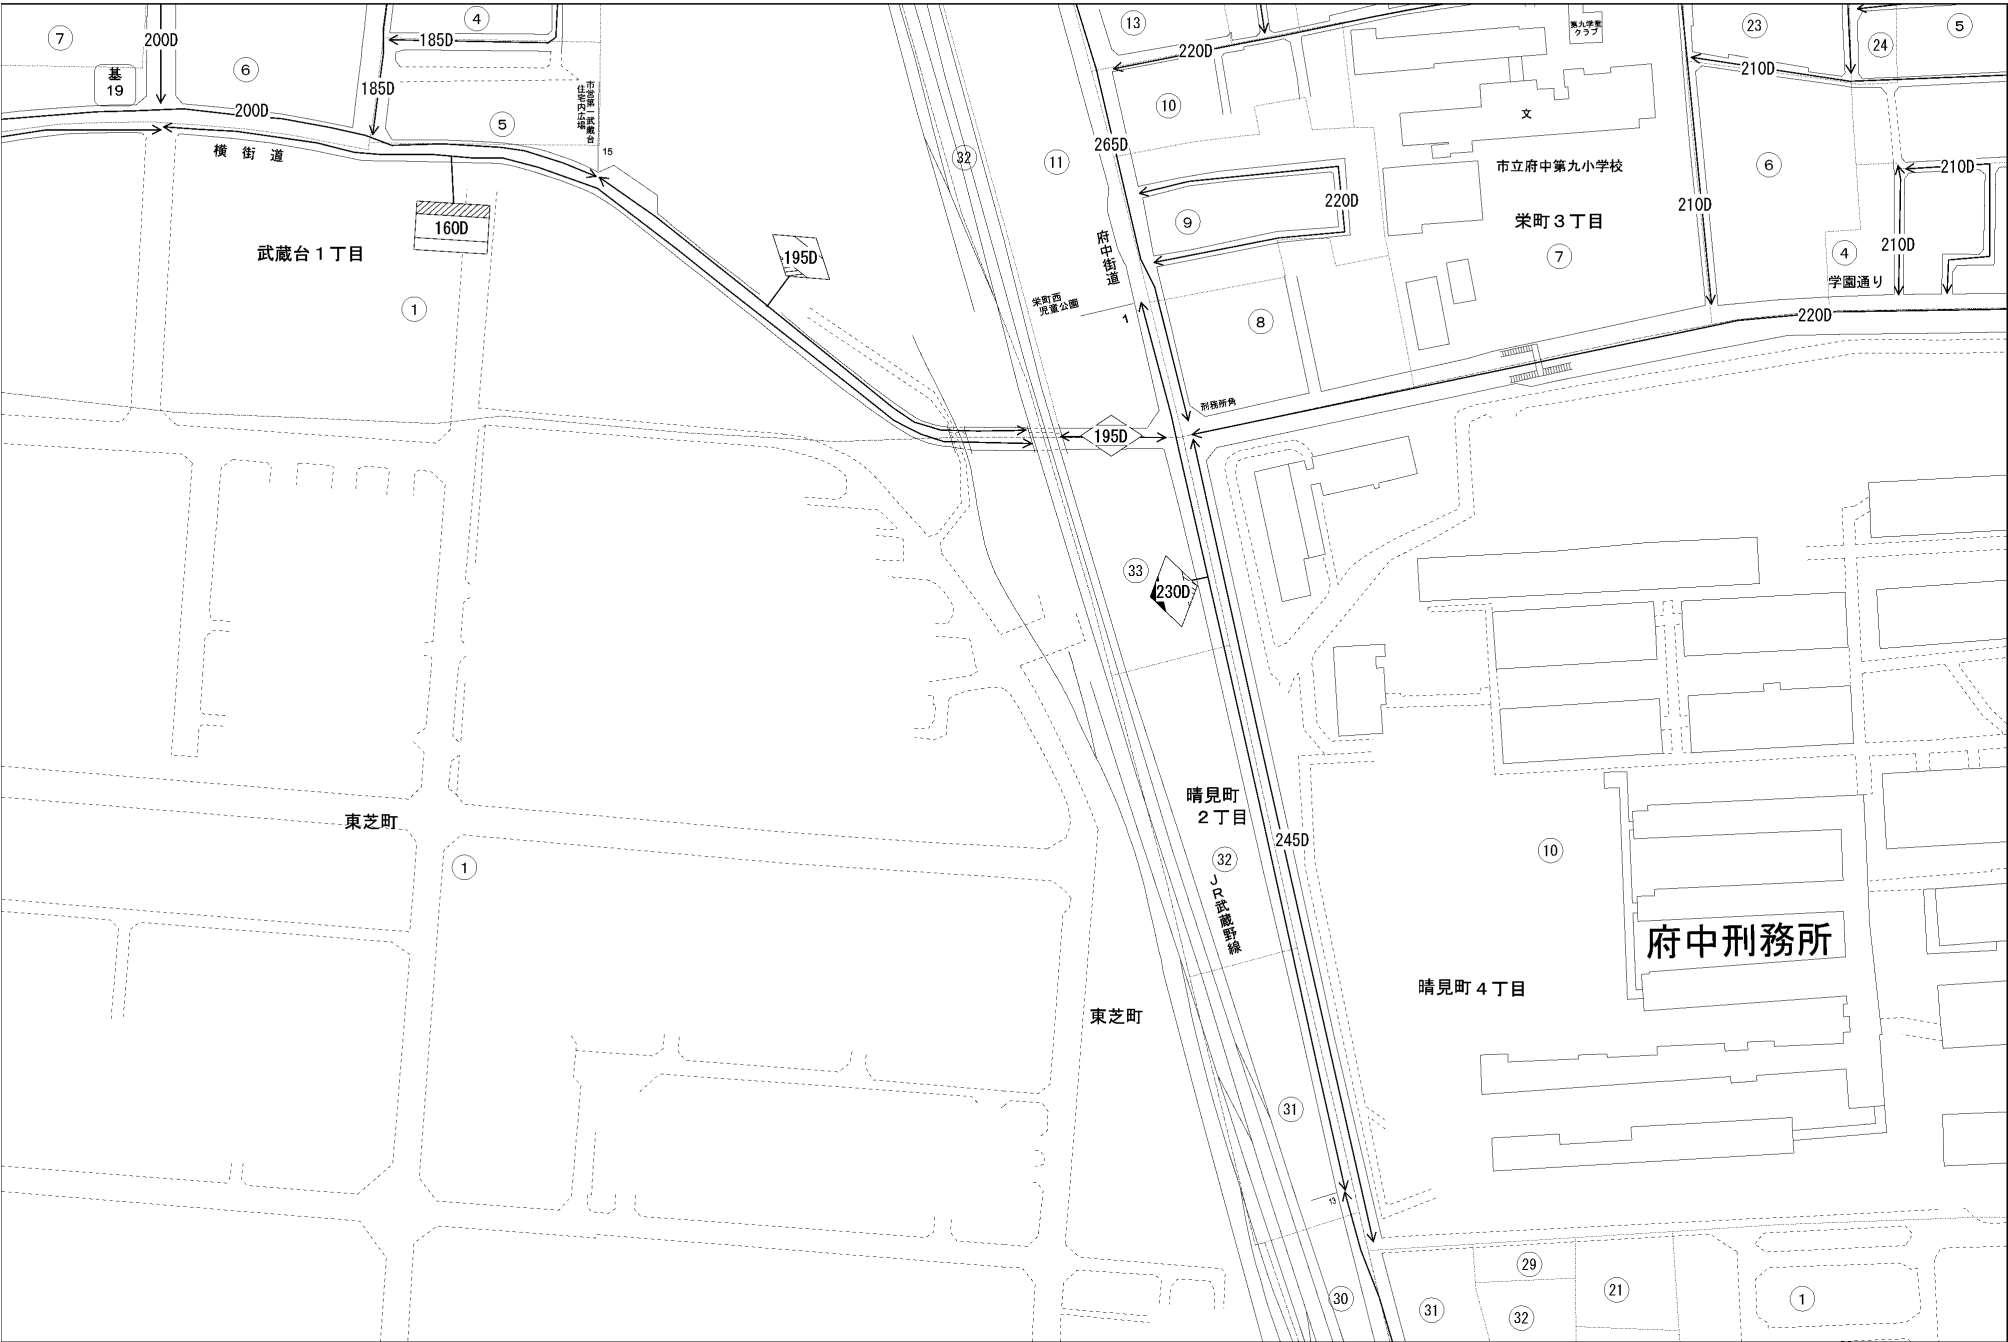 ④
⑬
第九学童
クラブ
㉓
⑤
⑦
200D
185D
220D
㉔
基
19
⑥
185D
210D
200D
市営第一武蔵台
住宅内広場
⑤
⑩
文
265D
横街道
15
㉜
⑪
市立府中第九小学校
⑥
210D
160D
220D
210D
⑨
栄町3丁目
武蔵台1丁目
195D
府中街道
⑦
④
210D
学園通り
①
栄町西
児童公園
1
⑧
220D
刑務所角
195D
㉝
230D
晴見町
2丁目
東芝町
245D
①
㉜
⑩
JR武蔵野線
府中刑務所
晴見町4丁目
東芝町
㉛
13
㉙
㉚
㉛
㉜
㉑
①